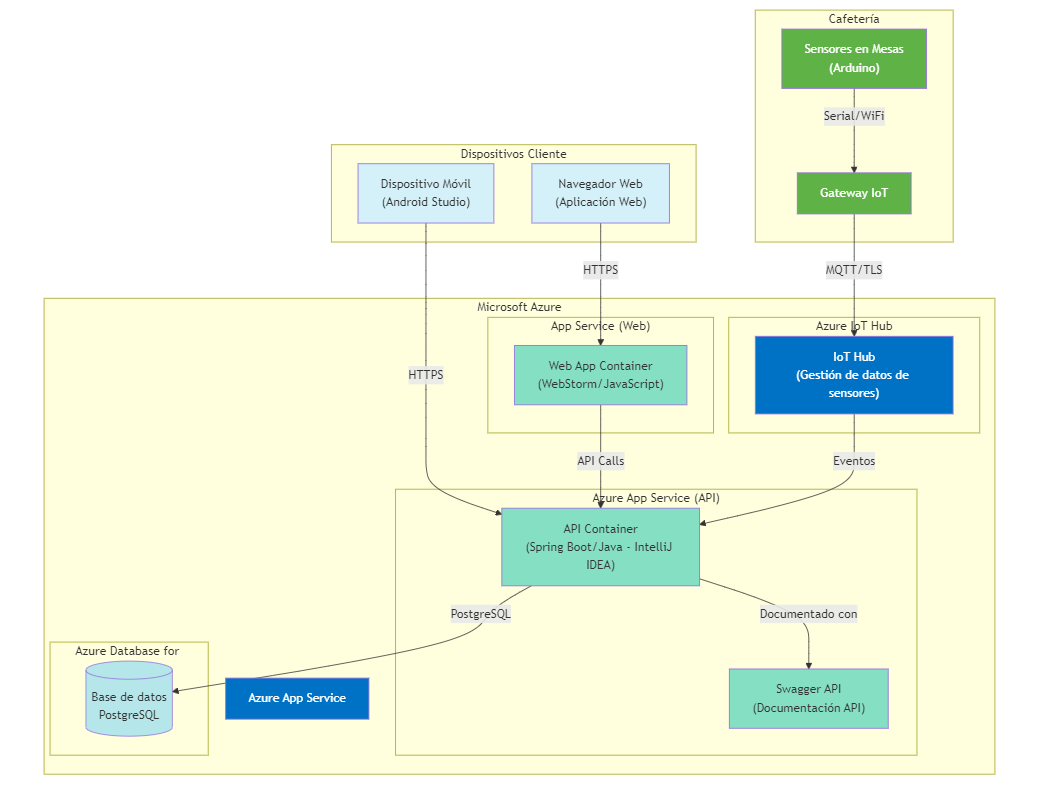 Cafetería
Sensores en Mesas
(Arduino)
Serial/WiFi
Gateway IoT
MQTT/TLS
Dispositivos Cliente
Dispositivo Móvil
(Android Studio)
Navegador Web
(Aplicación Web)
HTTPS
HTTPS
Microsoft Azure
App Service (Web)
Web App Container
(WebStorm/JavaScript)
API Calls
Azure IoT Hub
IoT Hub
(Gestión de datos de
sensores)
Eventos
Azure App Service (API)
API Container
(Spring Boot/Java - IntelliJ
IDEA)
PostgreSQL
Documentado con
Swagger API
(Documentación API)
Azure Database for
Base de datos
PostgreSQL
Azure App Service